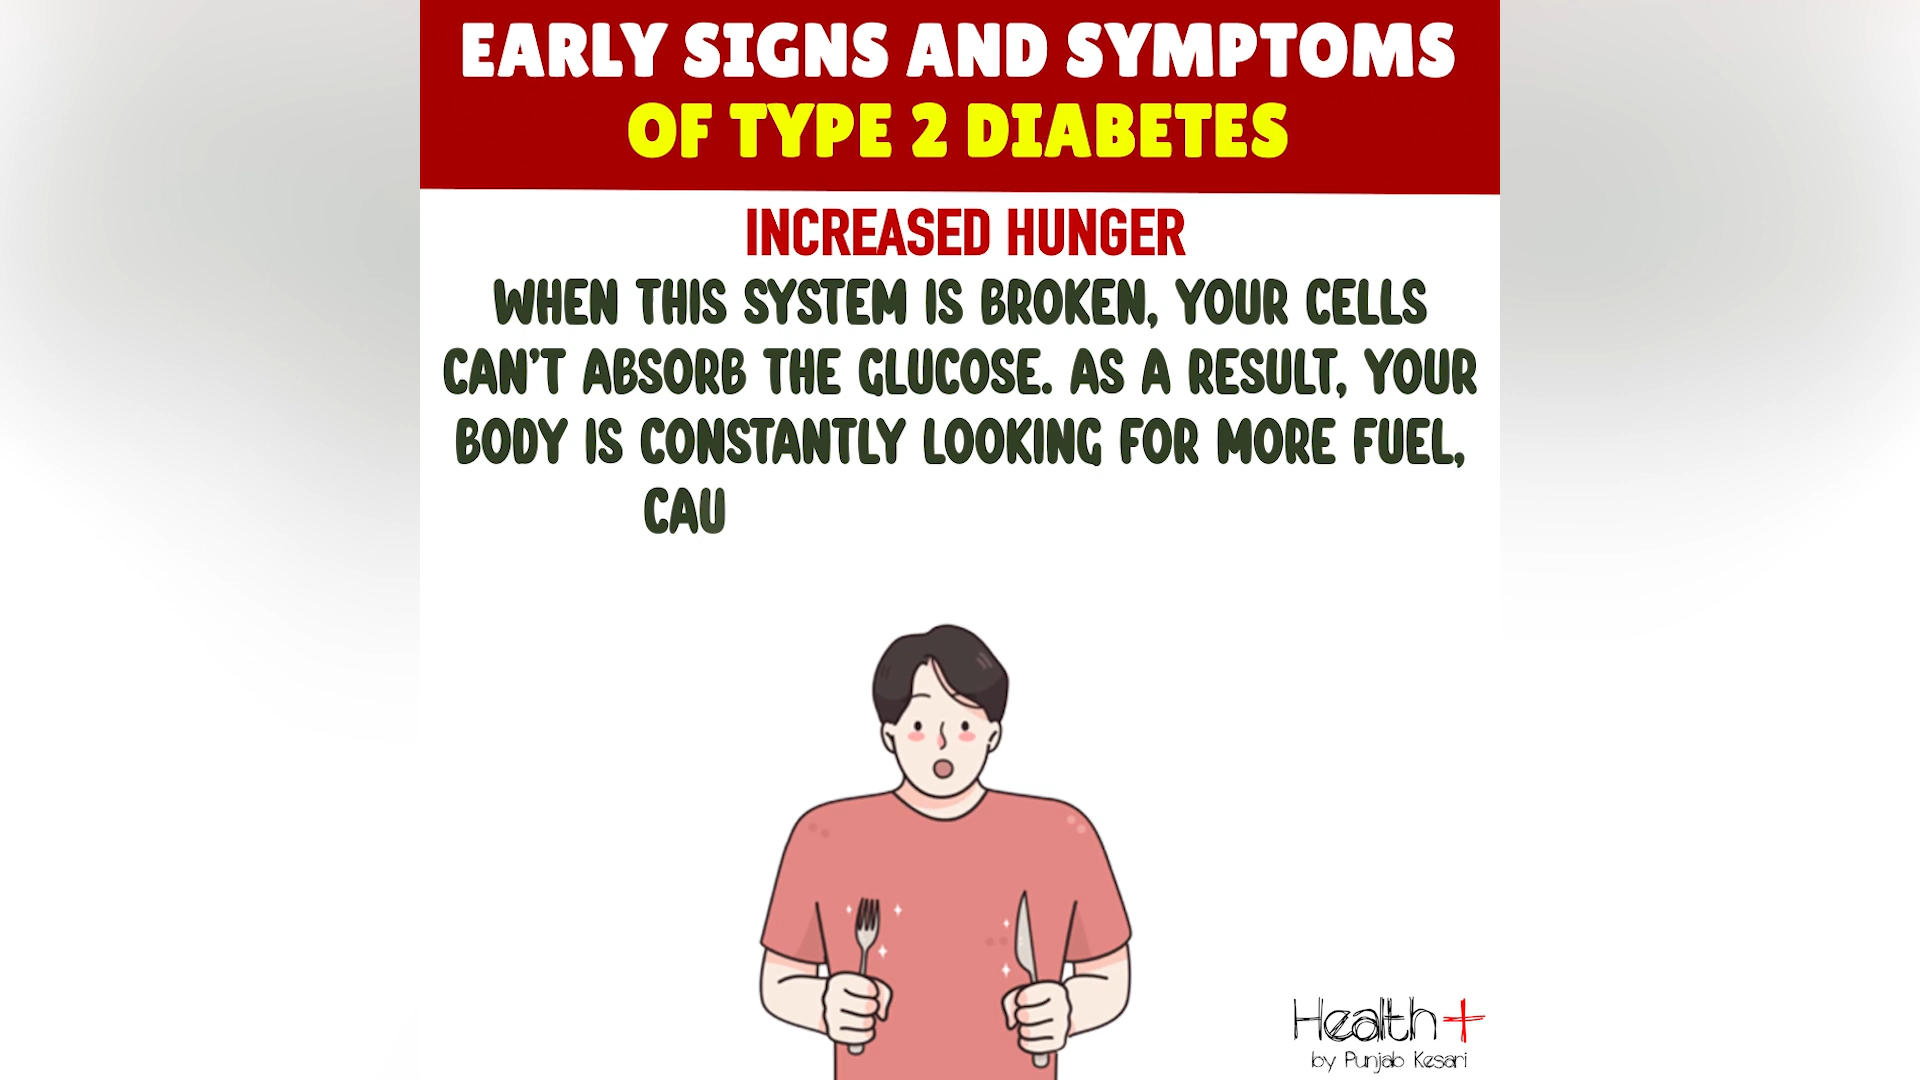 EARLY SIGNS AND SYMPTOMS
OF TYPE 2 DIABETES
INCREASED HUNGER
WHEN THIS SYSTEM IS BROKEN, YOUR CELLS
CAN'T ABSORB THE GLUCOSE. AS A RESULT, YOUR
BODY IS CONSTANTLY LOOKING FOR MORE FUEL,
CAU
Health+
by Punjab Kesari